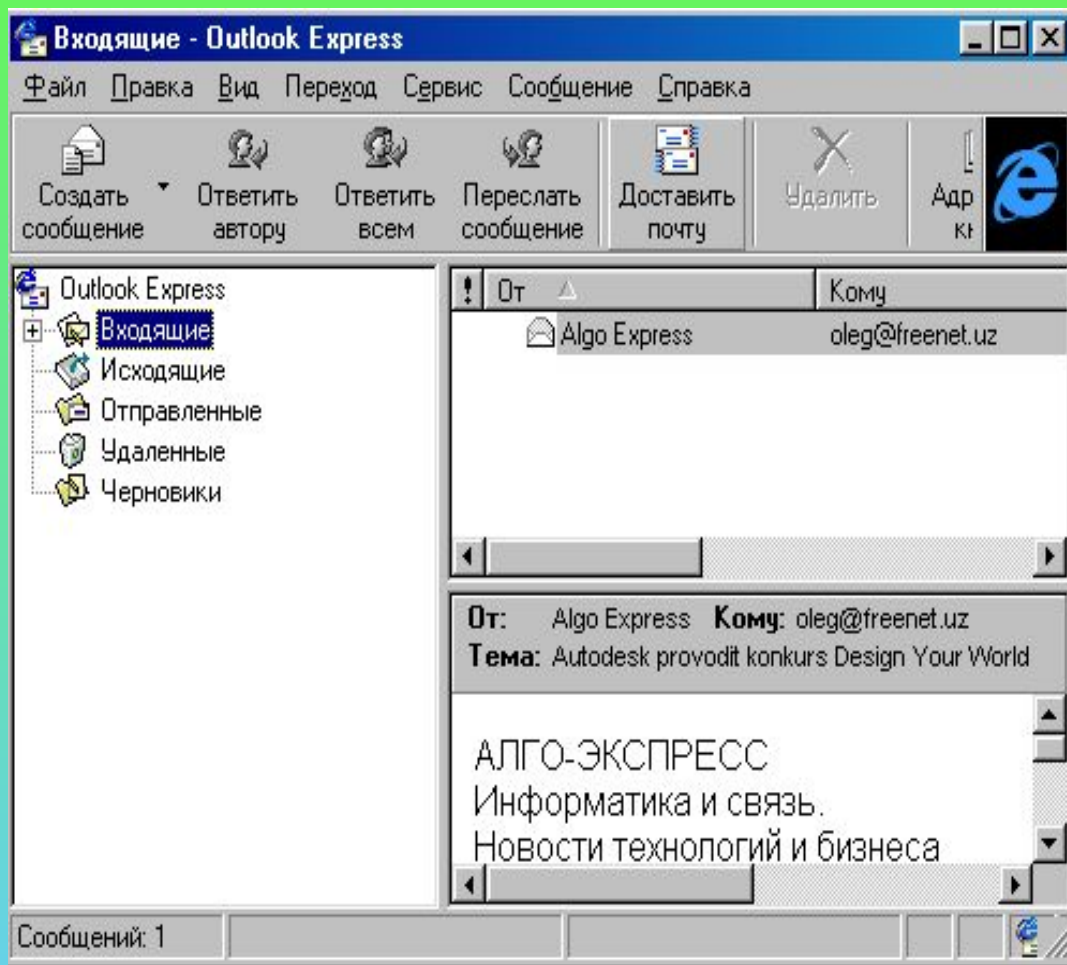 Входящие - Outlook Express
Файл Правка Вид Переход Сервис Сообщение Справка
Создать сообщение
Ответить автору
Ответить всем
Переслать сообщение
Доставить почту
Удалить
Адр
Outlook Express
Входящие
Исходящие
Отправленные
Удаленные
Черновики
! От Кому
Algo Express oleg@freenet.uz
От: Algo Express Кому: oleg@freenet.uz
Тема: Autodesk provodit konkurs Design Your World
АЛГО-ЭКСПРЕСС
Информатика и связь.
Новости технологий и бизнеса
Сообщений: 1